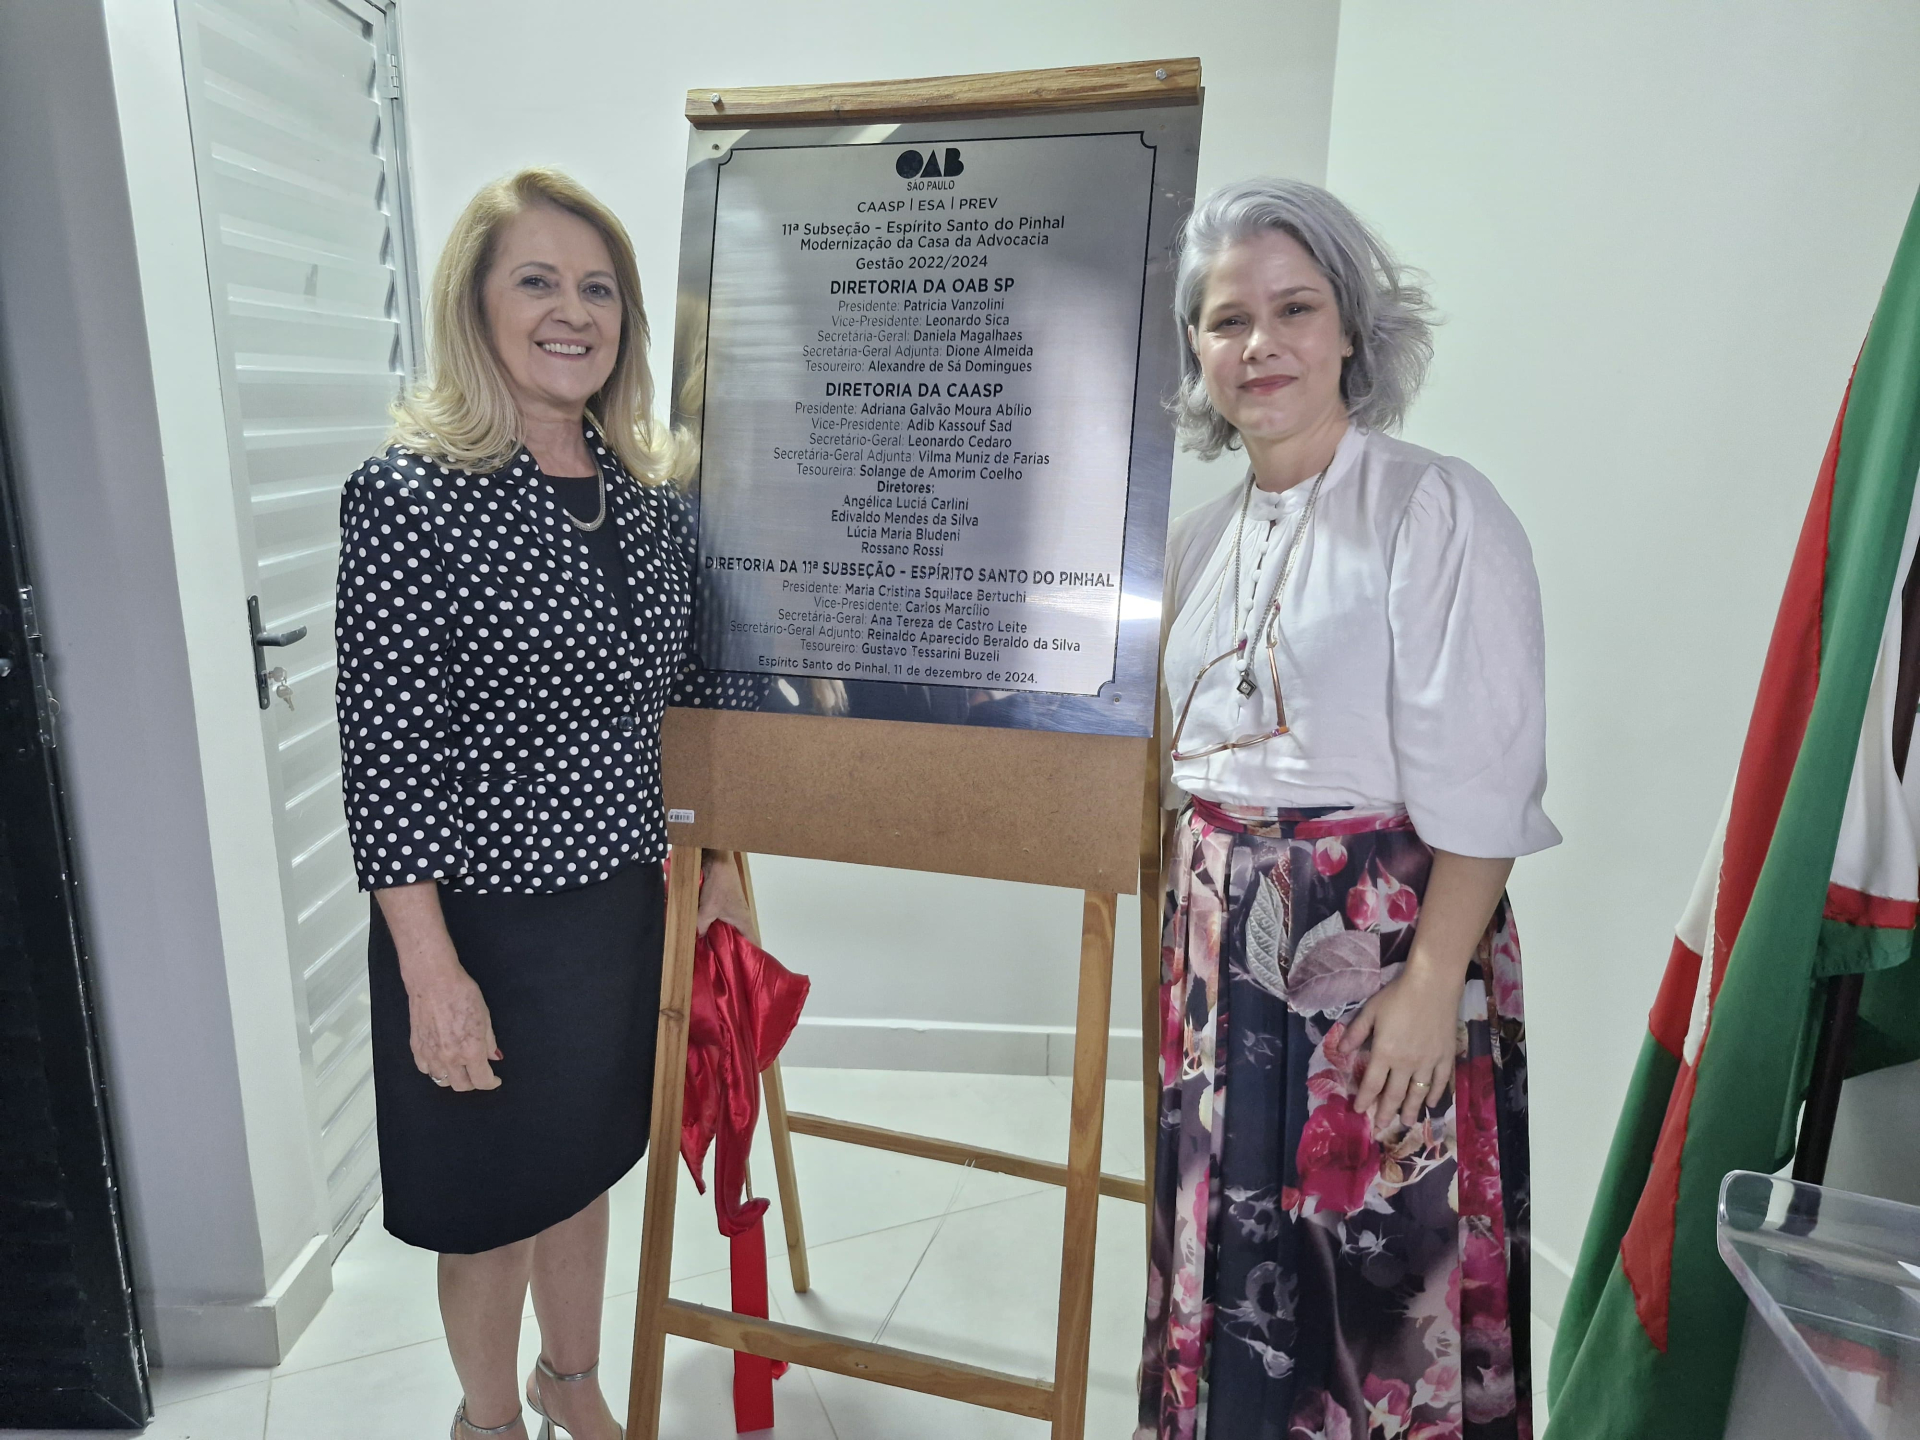 OAB
SÃO PAULO
CAASP | ESA | PREV
11ª Subseção – Espírito Santo do Pinhal
Modernização da Casa da Advocacia
Gestão 2022/2024
DIRETORIA DA OAB SP
Presidente: Patricia Vanzolini
Vice-Presidente: Leonardo Sica
Secretária-Geral: Daniela Magalhaes
Secretária-Geral Adjunta: Dione Almeida
Tesoureiro: Alexandre de Sá Domingues
DIRETORIA DA CAASP
Presidente: Adriana Galvão Moura Abílio
Vice-Presidente: Adib Kassouf Sad
Secretário-Geral: Leonardo Cedaro
Secretária-Geral Adjunta: Vilma Muniz de Farias
Tesoureira: Solange de Amorim Coelho
Diretores:
Angélica Luciá Carlini
Edivaldo Mendes da Silva
Lúcia Maria Bludeni
Rossano Rossi
DIRETORIA DA 11ª SUBSEÇÃO – ESPÍRITO SANTO DO PINHAL
Presidente: Maria Cristina Squilace Bertuchi
Vice-Presidente: Carlos Marcílio
Secretária-Geral: Ana Tereza de Castro Leite
Secretário-Geral Adjunto: Reinaldo Aparecido Beraldo da Silva
Tesoureiro: Gustavo Tessarini Buzeli
Espírito Santo do Pinhal, 11 de dezembro de 2024.